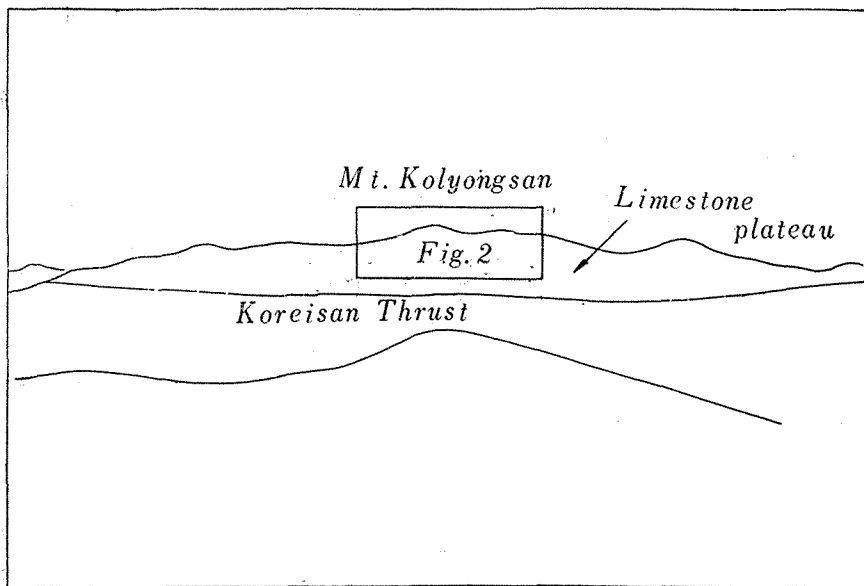 Mt. Kolyongsan
Limestone
plateau
Fig. 2
Koreisan Thrust